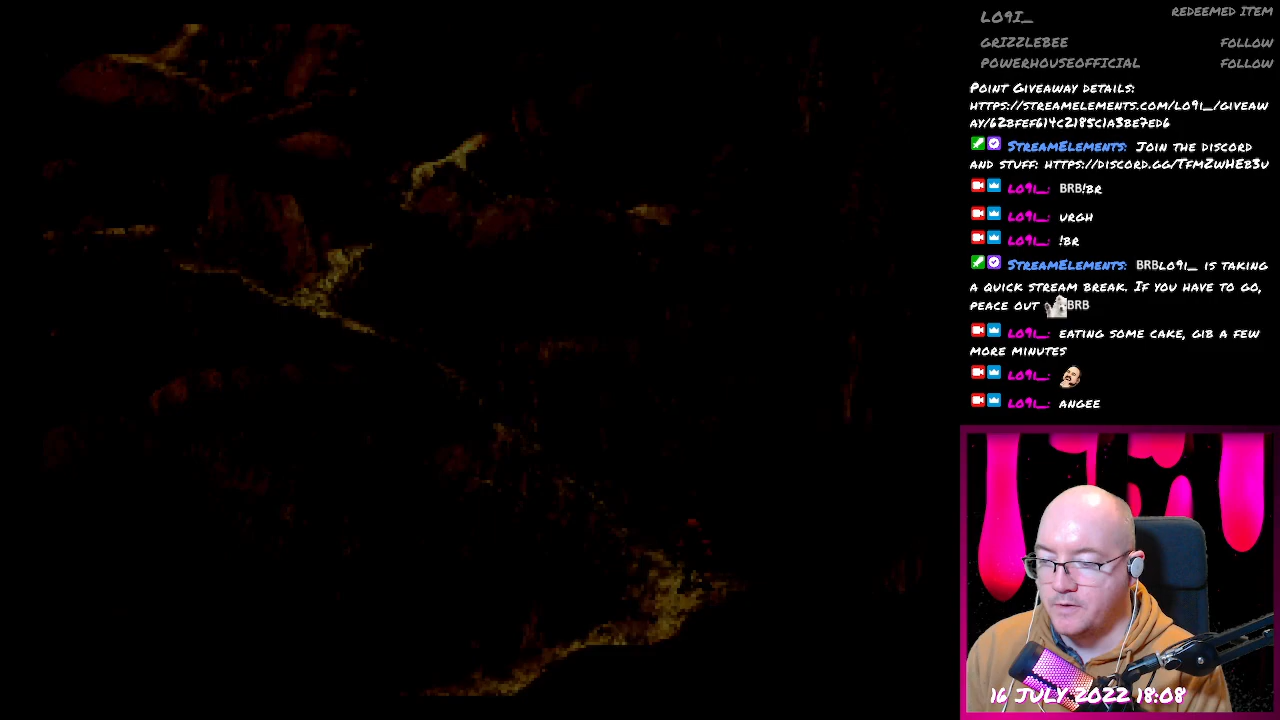 LO9I_
REDEEMED ITEM
GRIZZLEBEE
FOLLOW
POWERHOUSEOFFICIAL
FOLLOW
POINT GIVEAWAY DETAILS:
HTTPS://STREAMELEMENTS.COM/LO9I_/GIVEAW
AY/62BFEF614C2185C1A3BE7ED6
STREAMELEMENTS: JOIN THE DISCORD
AND STUFF: HTTPS://DISCORD.GG/TFMZWHEB3U
LO9I_: BRB!BR
LO9I_: URGH
LO9I_: !BR
STREAMELEMENTS: BRBLO9I_ IS TAKING
A QUICK STREAM BREAK. IF YOU HAVE TO GO,
PEACE OUT BRB
LO9I_: EATING SOME CAKE, GIB A FEW
MORE MINUTES
LO9I_:
LO9I_: ANGEE
16 JULY 2022 18:08